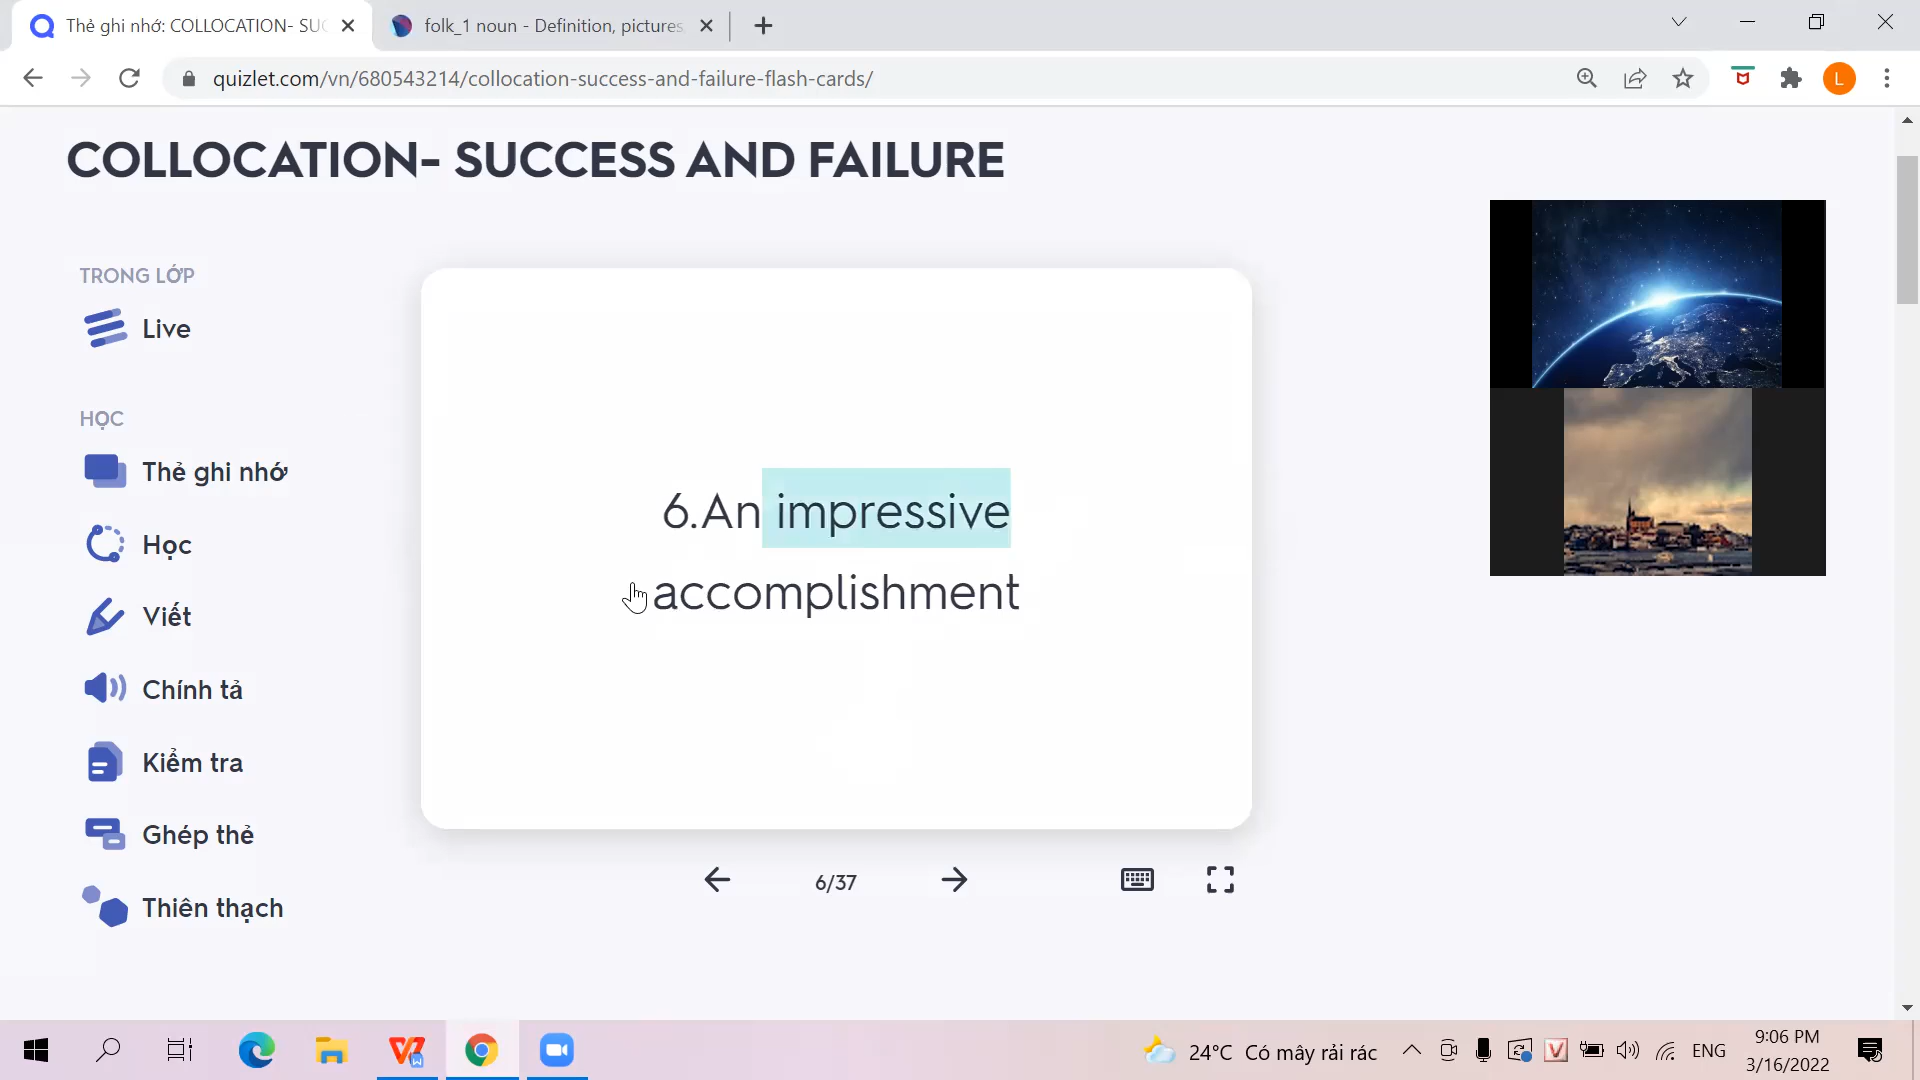 Thẻ ghi nhớ: COLLOCATION- SUC
folk_1 noun - Definition, pictures
quizlet.com/vn/680543214/collocation-success-and-failure-flash-cards/
L
COLLOCATION- SUCCESS AND FAILURE
TRONG LỚP
Live
HỌC
Thẻ ghi nhớ
Học
Viết
Chính tả
Kiểm tra
Ghép thẻ
Thiên thạch
6.An impressive
accomplishment
6/37
24°C Có mây rải rác
ENG
9:06 PM
3/16/2022